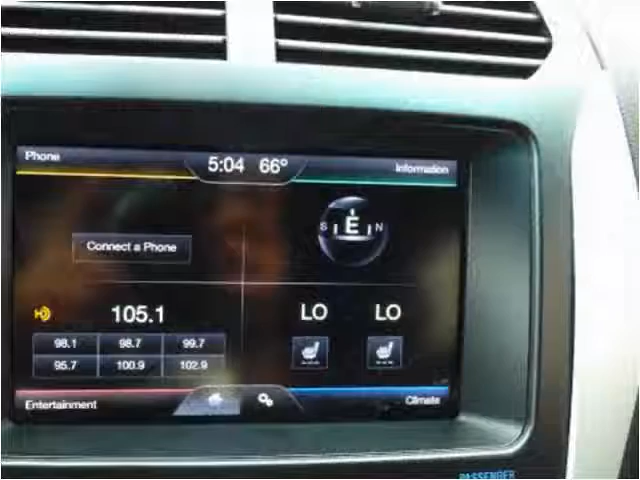 Phone
5:04 66°
Information
S E N
Connect a Phone
105.1
LO LO
98.1 98.7 99.7
95.7 100.9 102.9
Entertainment
Climate
PASSENGER